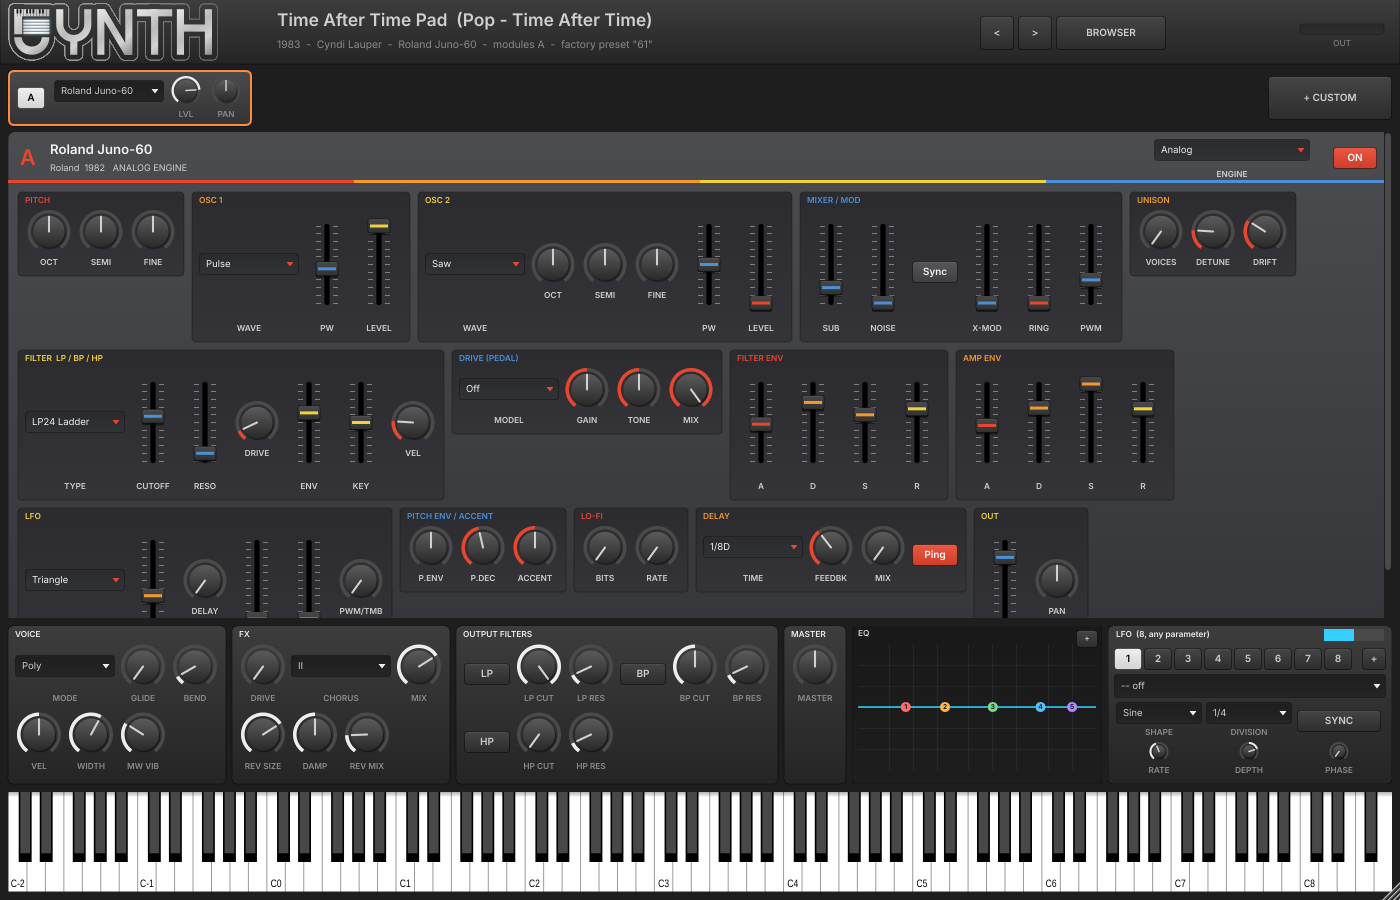 CYNTH
Time After Time Pad (Pop - Time After Time)
1983 - Cyndi Lauper - Roland Juno-60 - modules A - factory preset "61"
< > BROWSER
OUT
A Roland Juno-60
LVL PAN
+ CUSTOM
A Roland Juno-60
Roland 1982 ANALOG ENGINE
Analog
ENGINE
ON
PITCH
OCT SEMI FINE
OSC 1
Pulse
WAVE PW LEVEL
OSC 2
Saw
OCT SEMI FINE
WAVE PW LEVEL
MIXER / MOD
Sync
SUB NOISE X-MOD RING PWM
UNISON
VOICES DETUNE DRIFT
FILTER LP / BP / HP
LP24 Ladder
DRIVE VEL
TYPE CUTOFF RESO ENV KEY
DRIVE (PEDAL)
Off
MODEL GAIN TONE MIX
FILTER ENV
A D S R
AMP ENV
A D S R
LFO
Triangle
DELAY PWM/TMB
PITCH ENV / ACCENT
P.ENV P.DEC ACCENT
LO-FI
BITS RATE
DELAY
1/8D
Ping
TIME FEEDBK MIX
OUT
PAN
VOICE
Poly
MODE GLIDE BEND
VEL WIDTH MW VIB
FX
II
DRIVE CHORUS MIX
REV SIZE DAMP REV MIX
OUTPUT FILTERS
LP BP
LP CUT LP RES BP CUT BP RES
HP
HP CUT HP RES
MASTER
MASTER
EQ
+
1 2 3 4 5
LFO (8, any parameter)
1 2 3 4 5 6 7 8 +
-- off
Sine 1/4 SYNC
SHAPE DIVISION
RATE DEPTH PHASE
C-2 C-1 C0 C1 C2 C3 C4 C5 C6 C7 C8